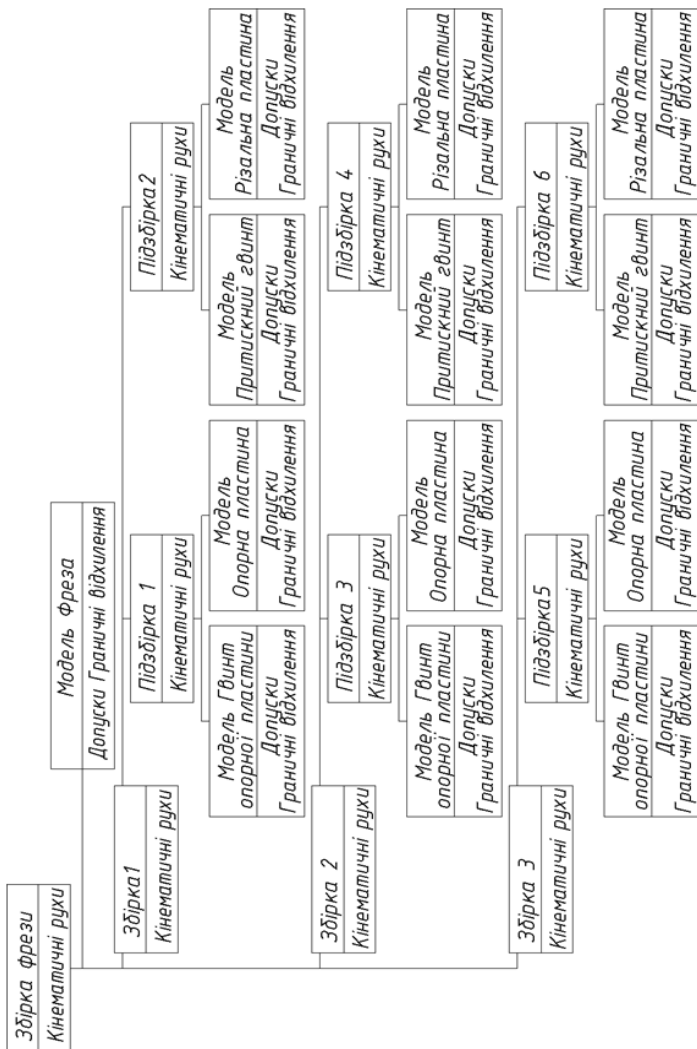 Збірка фрези
Кінематичні рухи
Модель Фреза
Допуски Граничні відхилення
Збірка1
Кінематичні рухи
Підзбірка 1
Кінематичні рухи
Модель Гвинт
опорної пластини
Допуски
Граничні відхилення
Модель
Опорна пластина
Допуски
Граничні відхилення
Підзбірка2
Кінематичні рухи
Модель
Притискний гвинт
Допуски
Граничні відхилення
Модель
Різальна пластина
Допуски
Граничні відхилення
Збірка 2
Кінематичні рухи
Підзбірка 3
Кінематичні рухи
Модель Гвинт
опорної пластини
Допуски
Граничні відхилення
Модель
Опорна пластина
Допуски
Граничні відхилення
Підзбірка 4
Кінематичні рухи
Модель
Притискний гвинт
Допуски
Граничні відхилення
Модель
Різальна пластина
Допуски
Граничні відхилення
Збірка 3
Кінематичні рухи
Підзбірка5
Кінематичні рухи
Модель Гвинт
опорної пластини
Допуски
Граничні відхилення
Модель
Опорна пластина
Допуски
Граничні відхилення
Підзбірка 6
Кінематичні рухи
Модель
Притискний гвинт
Допуски
Граничні відхилення
Модель
Різальна пластина
Допуски
Граничні відхилення